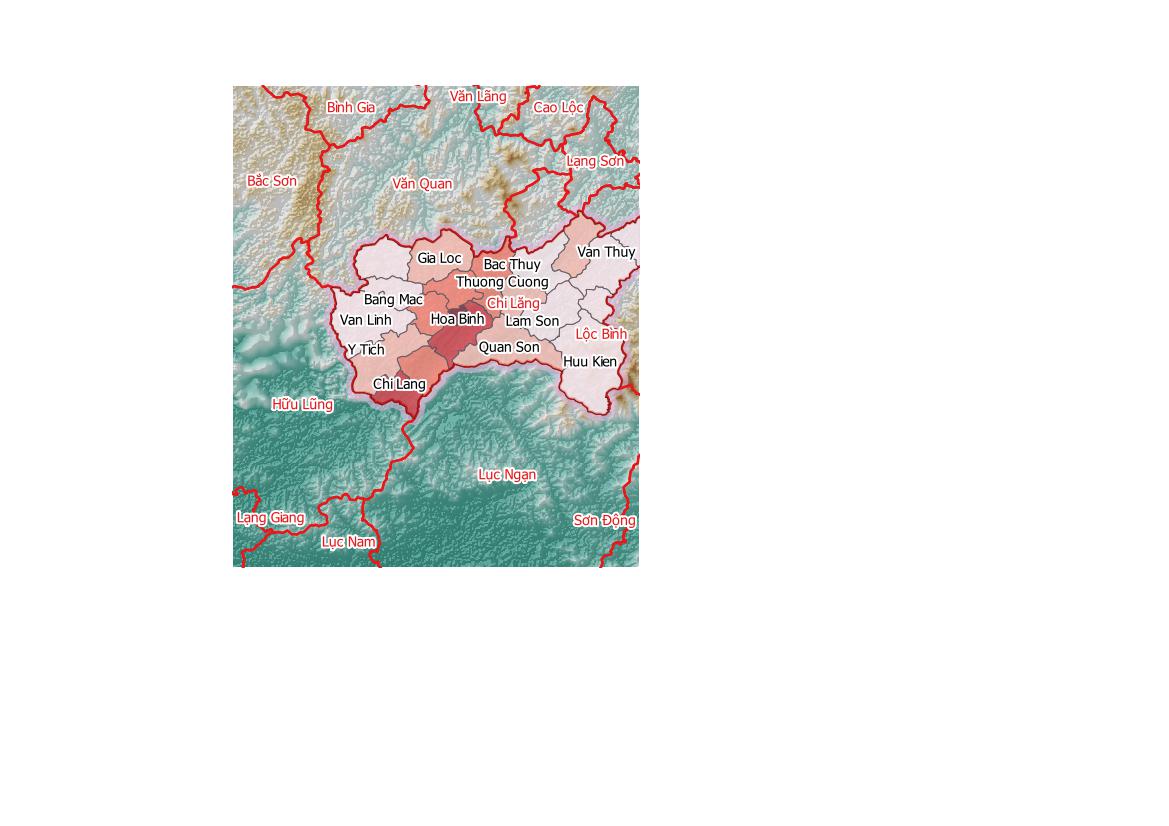 Văn Lãng
Bình Gia
Cao Lộc
Lạng Sơn
Bắc Sơn
Văn Quan
Van Thuy
Gia Loc
Bac Thuy
Thuong Cuong
Bang Mac
Chi Lăng
Van Linh
Hoa Binh
Lam Son
Lộc Bình
Y Tich
Quan Son
Huu Kien
Chi Lang
Hữu Lũng
Lục Ngạn
Lạng Giang
Sơn Động
Lục Nam